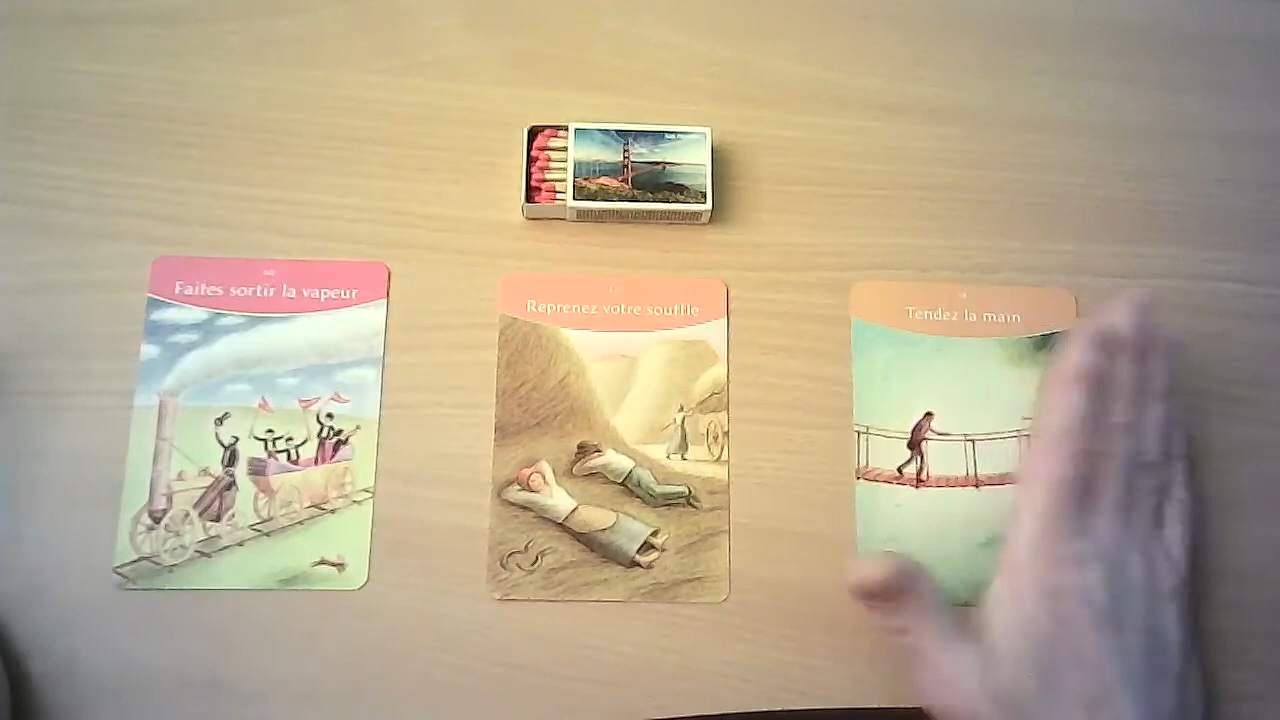 Faites sortir la vapeur
Reprenez votre souffle
Tendez la main